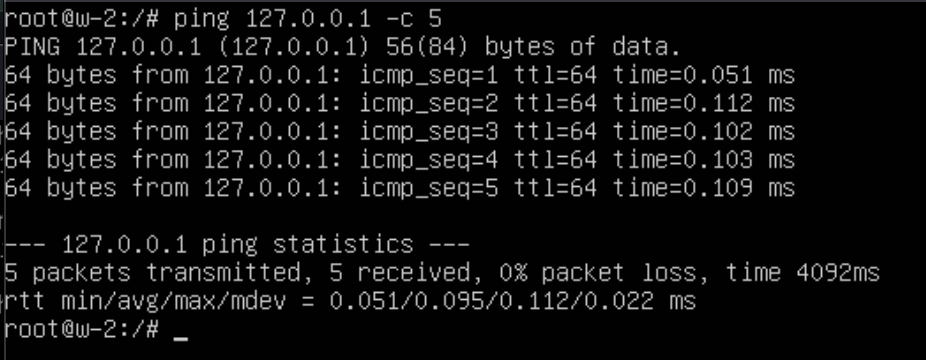 root@w-2:/# ping 127.0.0.1 -c 5
PING 127.0.0.1 (127.0.0.1) 56(84) bytes of data.
64 bytes from 127.0.0.1: icmp_seq=1 ttl=64 time=0.051 ms
64 bytes from 127.0.0.1: icmp_seq=2 ttl=64 time=0.112 ms
64 bytes from 127.0.0.1: icmp_seq=3 ttl=64 time=0.102 ms
64 bytes from 127.0.0.1: icmp_seq=4 ttl=64 time=0.103 ms
64 bytes from 127.0.0.1: icmp_seq=5 ttl=64 time=0.109 ms

--- 127.0.0.1 ping statistics ---
5 packets transmitted, 5 received, 0% packet loss, time 4092ms
rtt min/avg/max/mdev = 0.051/0.095/0.112/0.022 ms
root@w-2:/# _